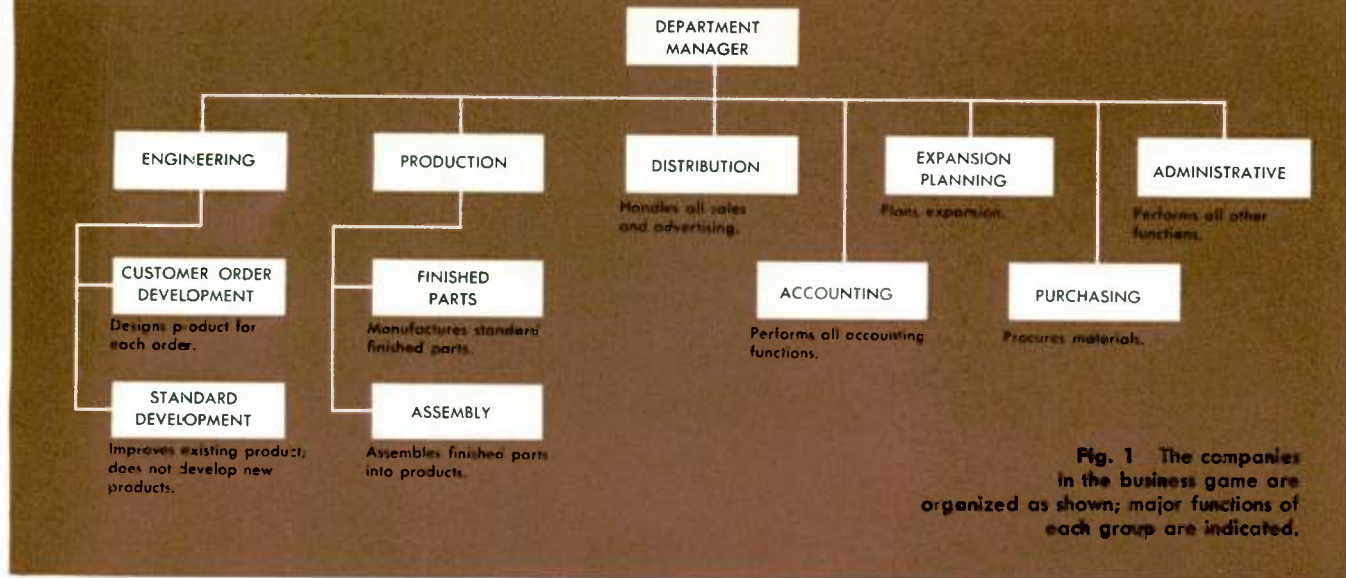 DEPARTMENT
MANAGER
ENGINEERING
PRODUCTION
DISTRIBUTION
Handles all sales
and advertising.
EXPANSION
PLANNING
Plans expansion.
ADMINISTRATIVE
Performs all other
functions.
CUSTOMER ORDER
DEVELOPMENT
Designs product for
each order.
FINISHED
PARTS
Manufactures standard
finished parts.
ACCOUNTING
Performs all accounting
functions.
PURCHASING
Procures materials.
STANDARD
DEVELOPMENT
Improves existing product;
does not develop new
products.
ASSEMBLY
Assembles finished parts
into products.
Fig. 1 The companies
in the business game are
organized as shown; major functions of
each group are indicated.